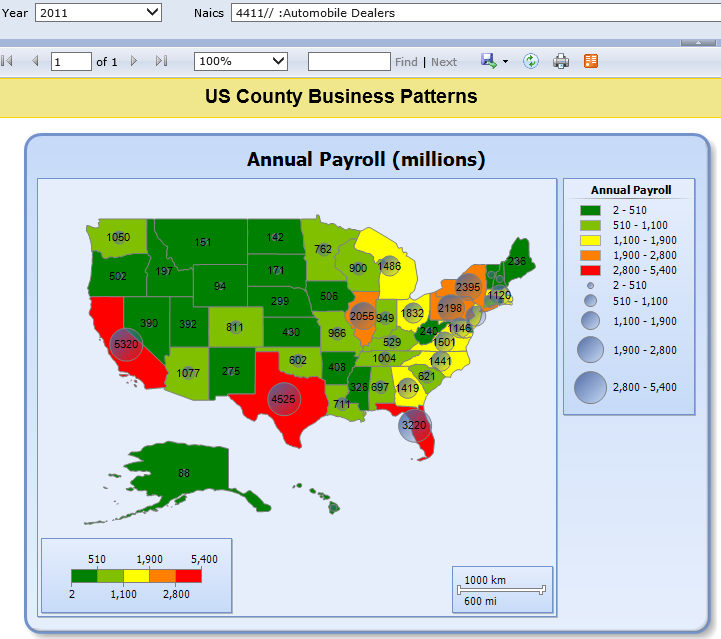 Year 2011 Naics 4411// :Automobile Dealers
1 of 1 100% Find | Next
US County Business Patterns
Annual Payroll (millions)
Annual Payroll
2 - 510
510 - 1,100
1,100 - 1,900
1,900 - 2,800
2,800 - 5,400
2 - 510
510 - 1,100
1,100 - 1,900
1,900 - 2,800
2,800 - 5,400
1050 151 142 762 236
502 197 94 171 900 1486 2395 1120
299 506 2055 949 1832 2198 1146
5320 390 392 811 430 966 529 1501
1077 275 602 408 1004 1441
4525 711 326 697 1419 621
3220
88
510 1,900 5,400
2 1,100 2,800
1000 km
600 mi